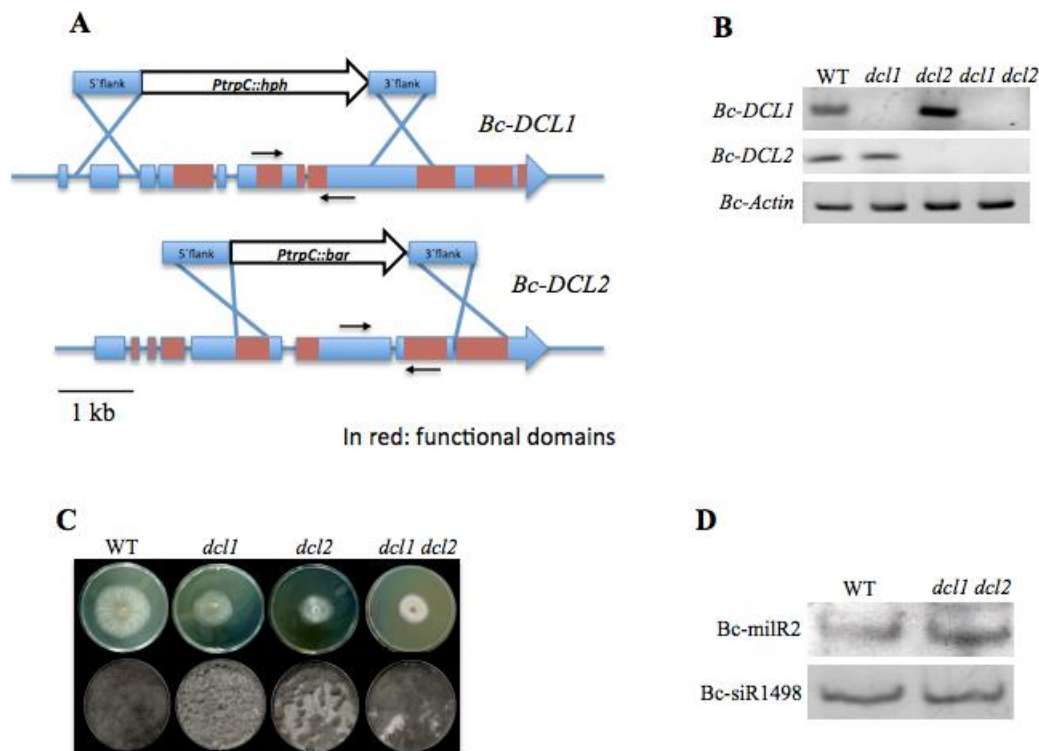 A
5`flank
PtrpC::hph
3`flank
Bc-DCL1
5`flank
PtrpC::bar
3`flank
Bc-DCL2
1 kb
In red: functional domains
B
WT dcl1 dcl2 dcl1 dcl2
Bc-DCL1
Bc-DCL2
Bc-Actin
C
WT dcl1 dcl2 dcl1 dcl2
D
WT dcl1 dcl2
Bc-milR2
Bc-siR1498